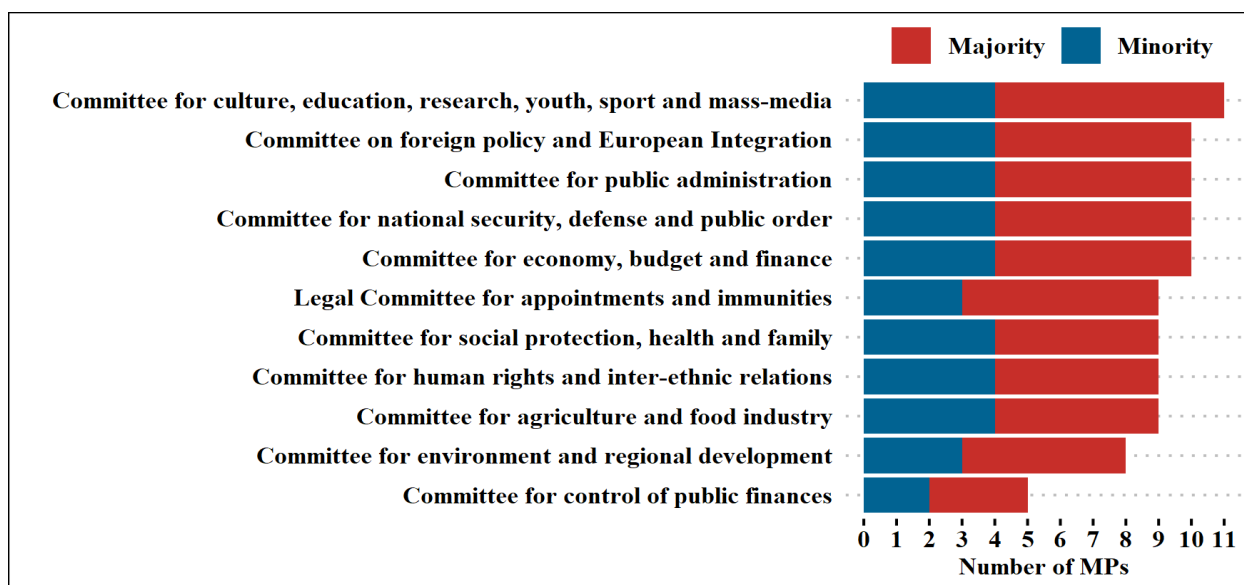 Majority Minority
Committee for culture, education, research, youth, sport and mass-media
Committee on foreign policy and European Integration
Committee for public administration
Committee for national security, defense and public order
Committee for economy, budget and finance
Legal Committee for appointments and immunities
Committee for social protection, health and family
Committee for human rights and inter-ethnic relations
Committee for agriculture and food industry
Committee for environment and regional development
Committee for control of public finances
0 1 2 3 4 5 6 7 8 9 10 11
Number of MPs